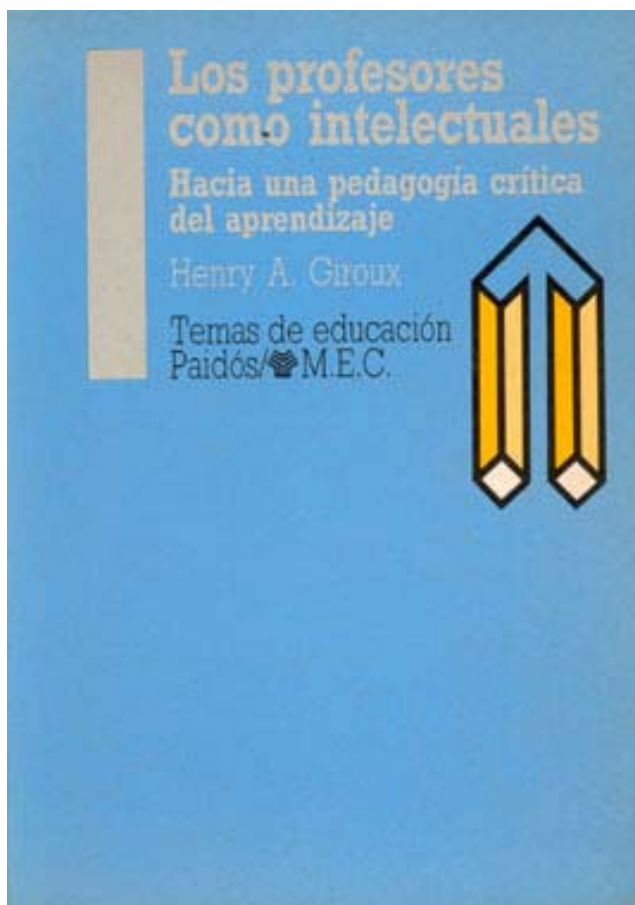 Los profesores
como intelectuales
Hacia una pedagogía crítica
del aprendizaje
Henry A. Giroux
Temas de educación
Paidós/M.E.C.